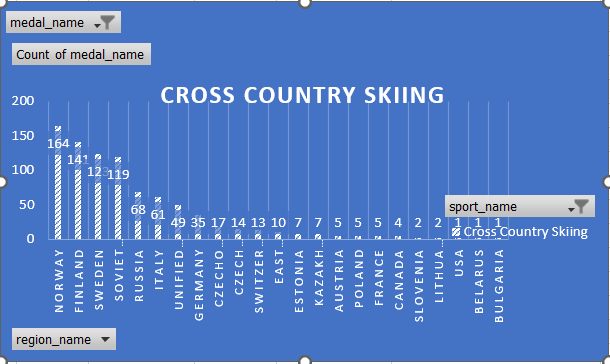 medal_name
Count of medal_name
CROSS COUNTRY SKIING
200
150
100
50
0
164
141
123
119
68
61
49
35
17
14
13
10
7
7
5
5
5
4
2
2
1
1
1
sport_name
Cross Country Skiing
NORWAY
FINLAND
SWEDEN
SOVIET
RUSSIA
ITALY
UNIFIED
GERMANY
CZECHO
CZECH
SWITZER
EAST
ESTONIA
KAZAKH
AUSTRIA
POLAND
FRANCE
CANADA
SLOVENIA
LITHUA
USA
BELARUS
BULGARIA
region_name